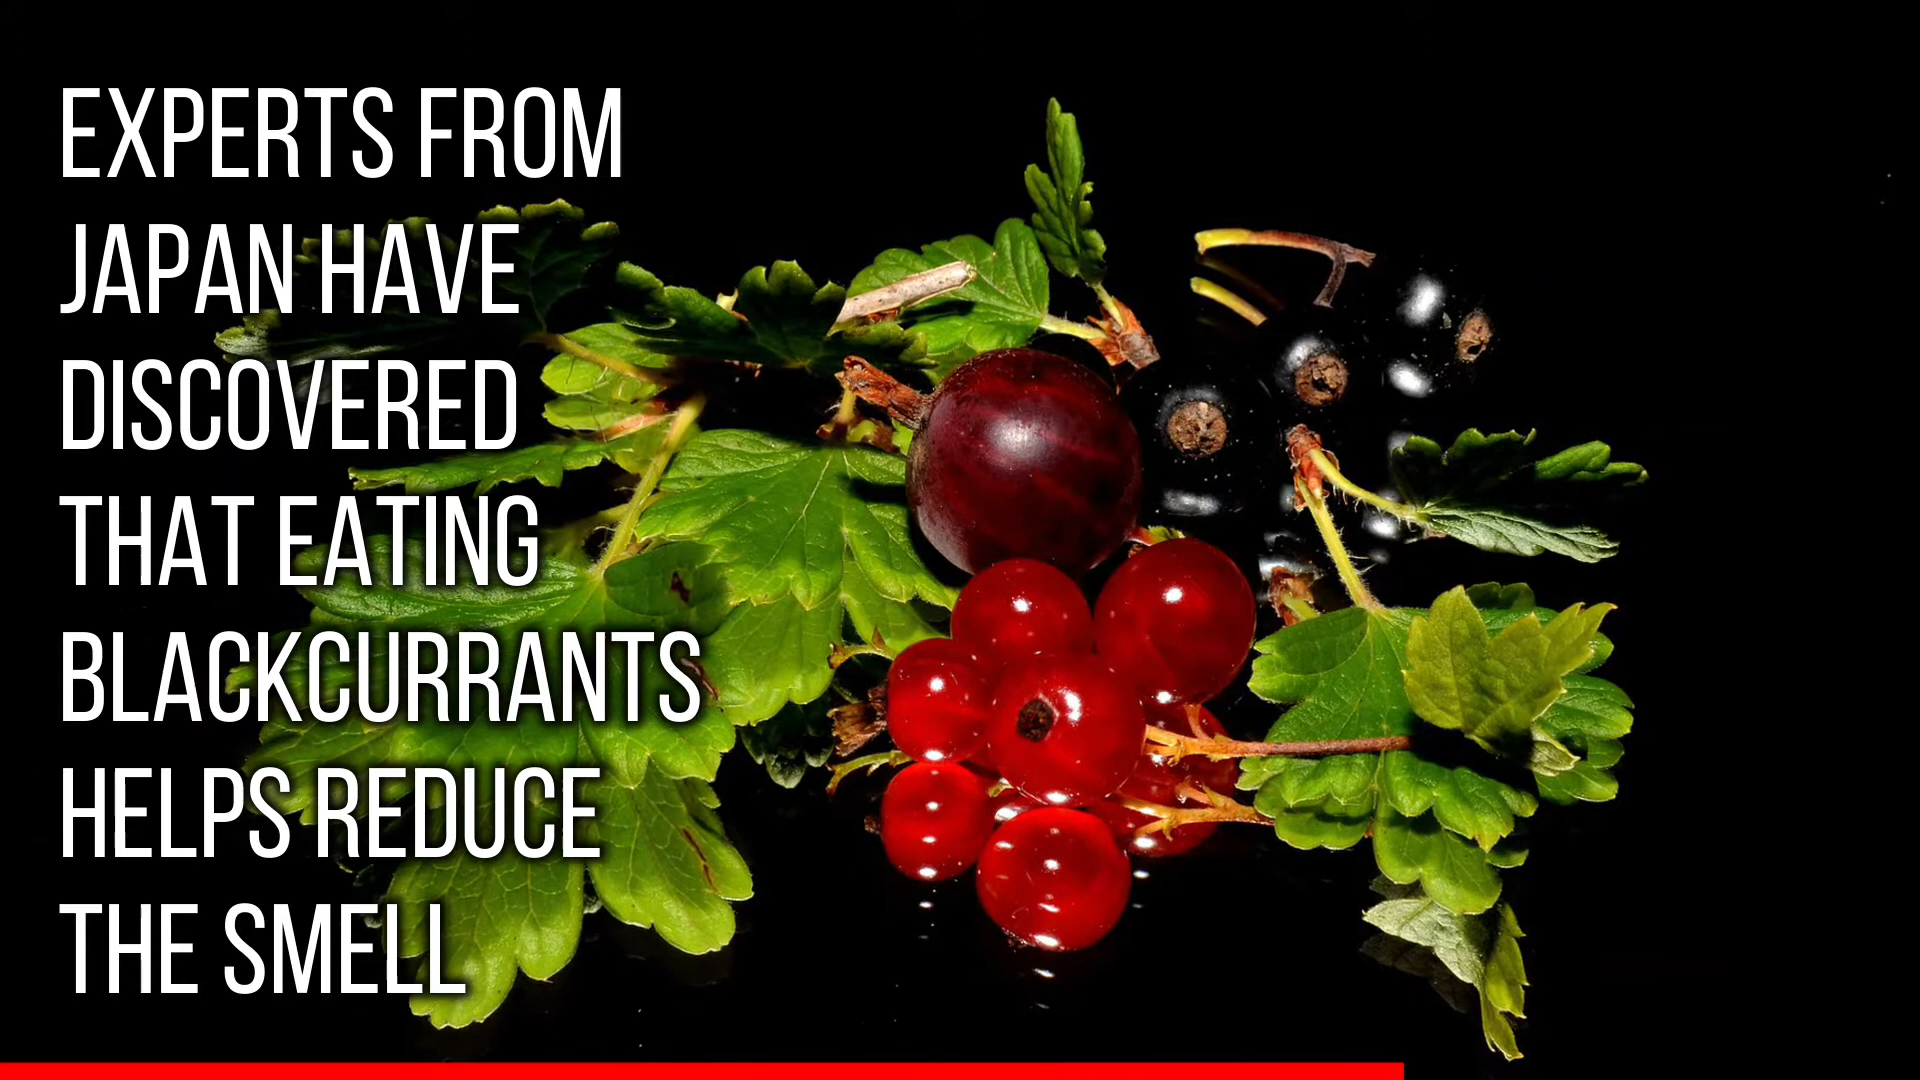 EXPERTS FROM
JAPAN HAVE
DISCOVERED
THAT EATING
BLACKCURRANTS
HELPS REDUCE
THE SMELL